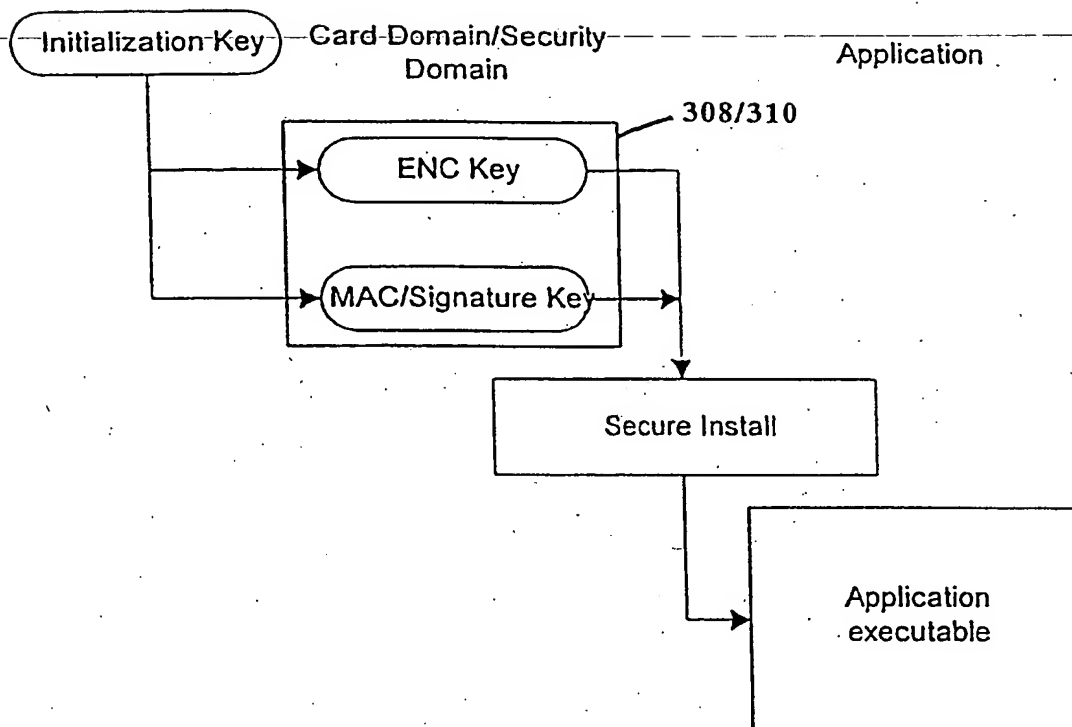 Initialization Key
Card Domain/Security
Domain
Application
308/310
ENC Key
MAC/Signature Key
Secure Install
Application
executable